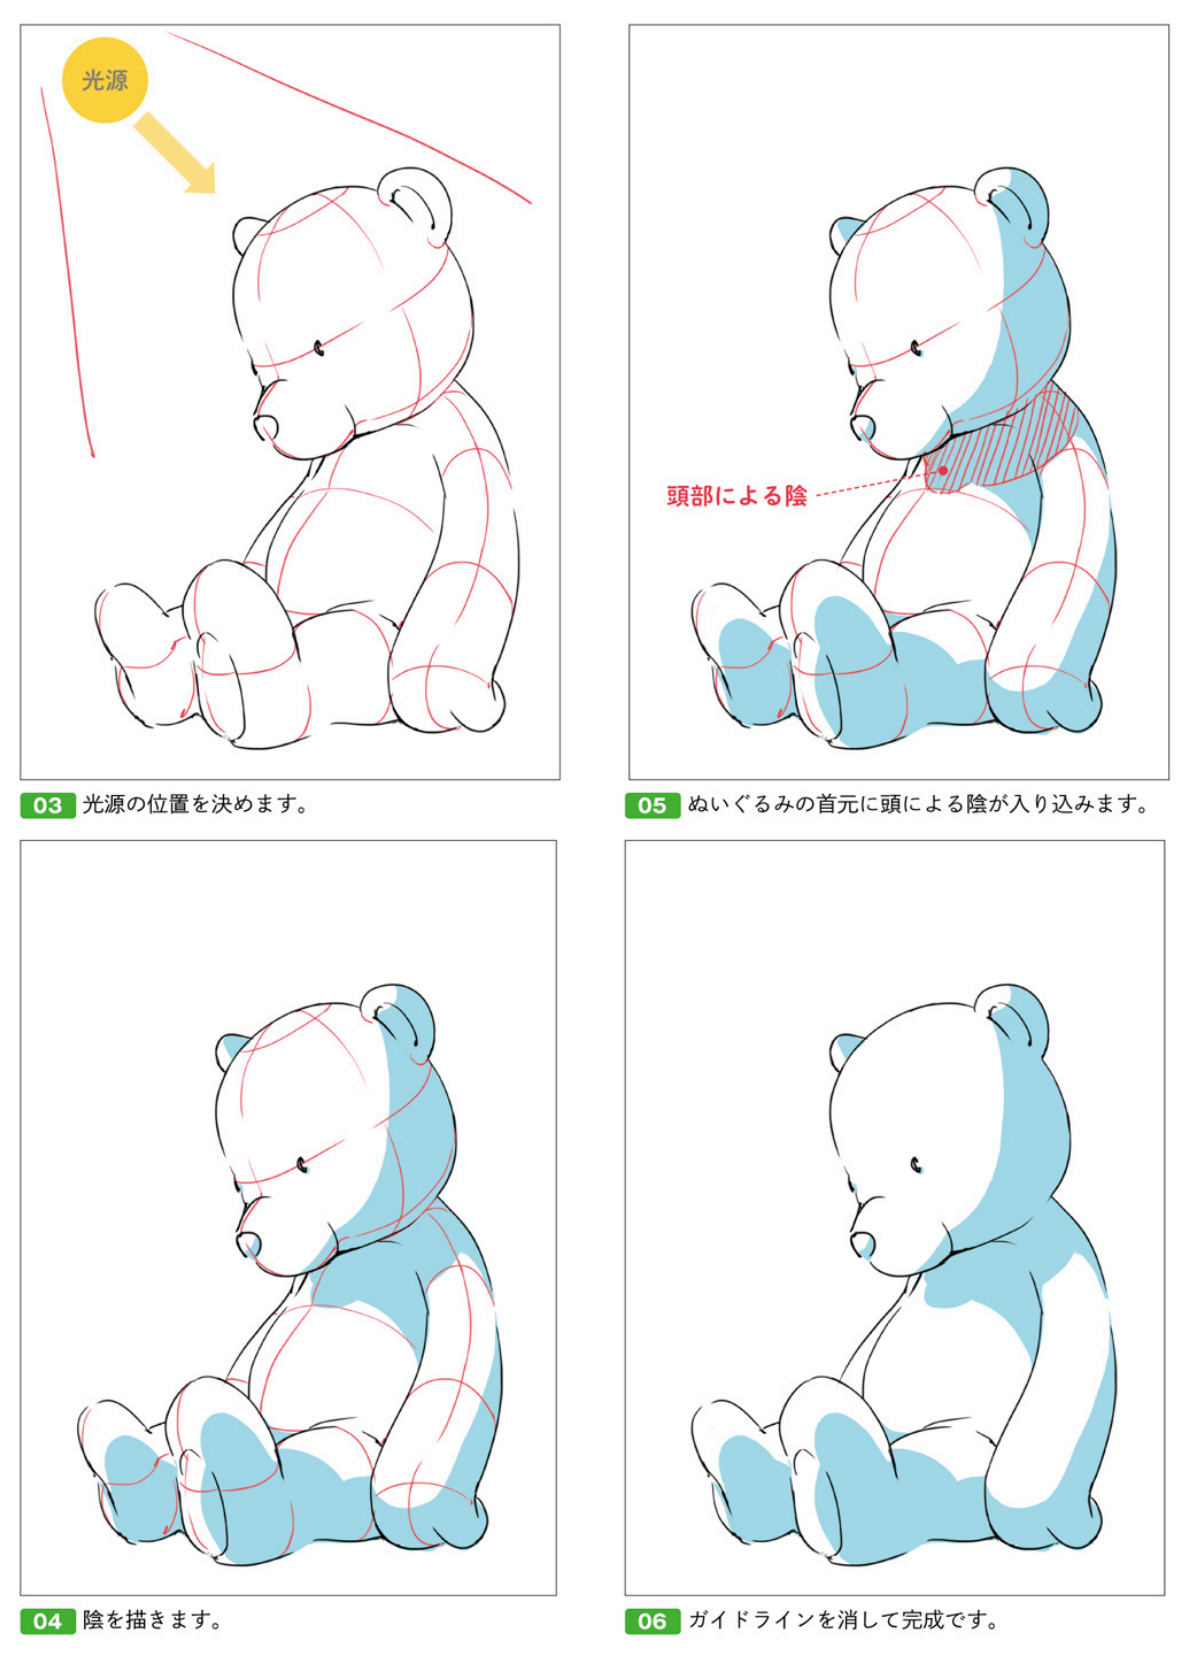 光源
03 光源の位置を決めます。
04 陰を描きます。
頭部による陰
05 ぬいぐるみの首元に頭による陰が入り込みます。
06 ガイドラインを消して完成です。